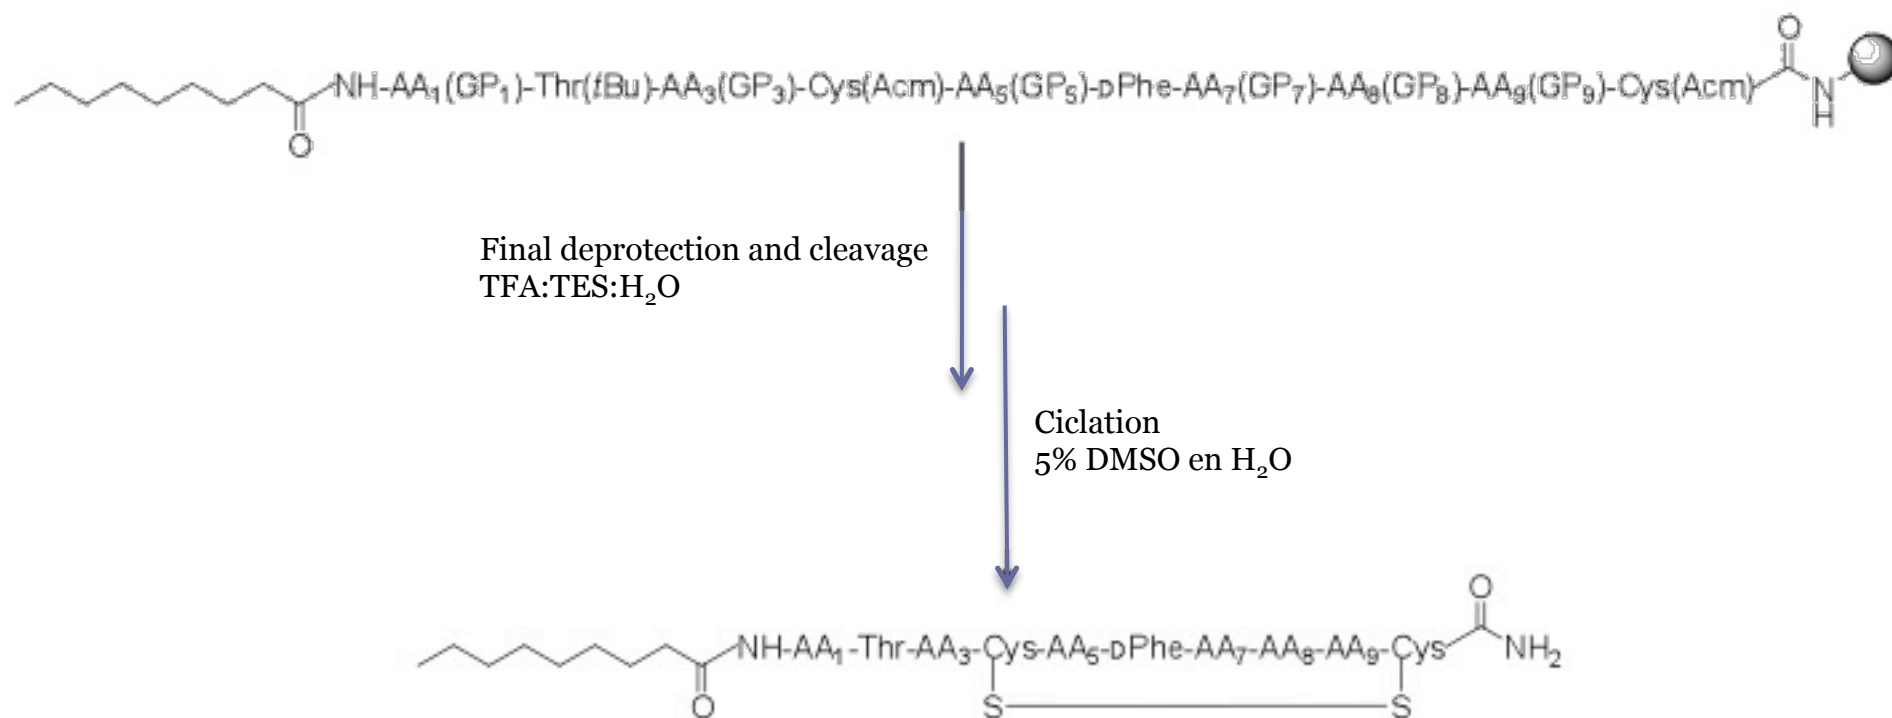 O
NH-AA₁(GP₁)-Thr(tBu)-AA₃(GP₃)-Cys(Acm)-AA₅(GP₅)-DPhe-AA₇(GP₇)-AA₈(GP₈)-AA₉(GP₉)-Cys(Acm)
N
H
O
Final deprotection and cleavage
TFA:TES:H₂O
Ciclation
5% DMSO en H₂O
O
NH-AA₁-Thr-AA₃-Cys-AA₅-DPhe-AA₇-AA₈-AA₉-Cys
NH₂
O
S
S